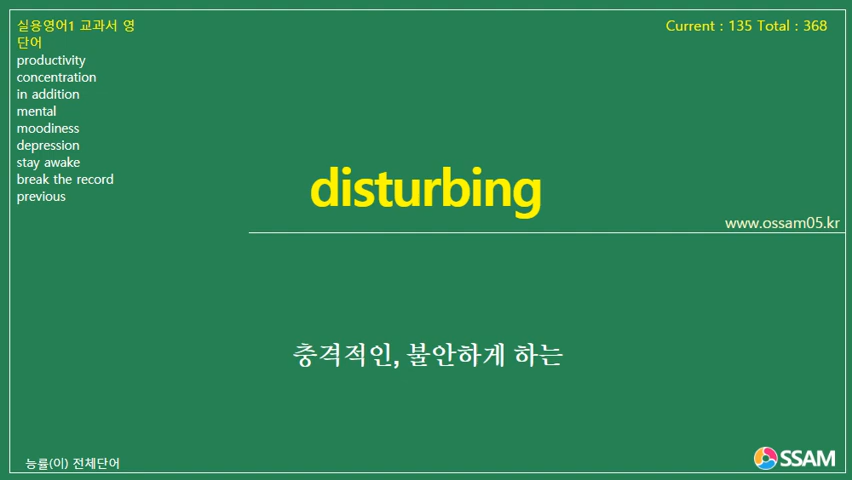 실용영어1 교과서 영
단어
productivity
concentration
in addition
mental
moodiness
depression
stay awake
break the record
previous
Current : 135 Total : 368
disturbing
www.ossam05.kr
충격적인, 불안하게 하는
능률(이) 전체단어
OSSAM